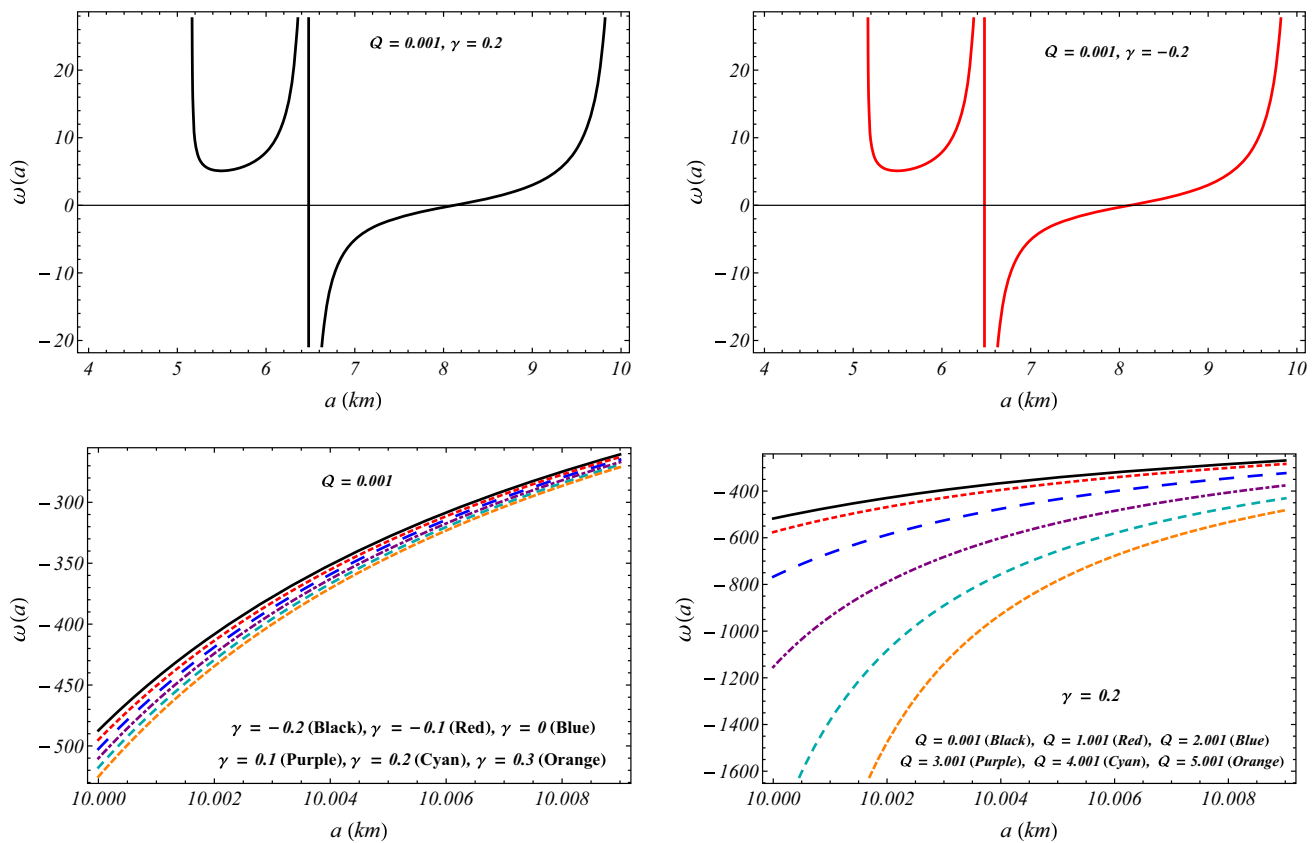 Q = 0.001, γ = 0.2
ω(a)
20
10
0
−10
−20
4 5 6 7 8 9 10
a (km)
Q = 0.001, γ = −0.2
ω(a)
20
10
0
−10
−20
4 5 6 7 8 9 10
a (km)
Q = 0.001
ω(a)
−300
−350
−400
−450
−500
γ = −0.2 (Black), γ = −0.1 (Red), γ = 0 (Blue)
γ = 0.1 (Purple), γ = 0.2 (Cyan), γ = 0.3 (Orange)
10.000 10.002 10.004 10.006 10.008
a (km)
ω(a)
−400
−600
−800
−1000
−1200
−1400
−1600
γ = 0.2
Q = 0.001 (Black), Q = 1.001 (Red), Q = 2.001 (Blue)
Q = 3.001 (Purple), Q = 4.001 (Cyan), Q = 5.001 (Orange)
10.000 10.002 10.004 10.006 10.008
a (km)